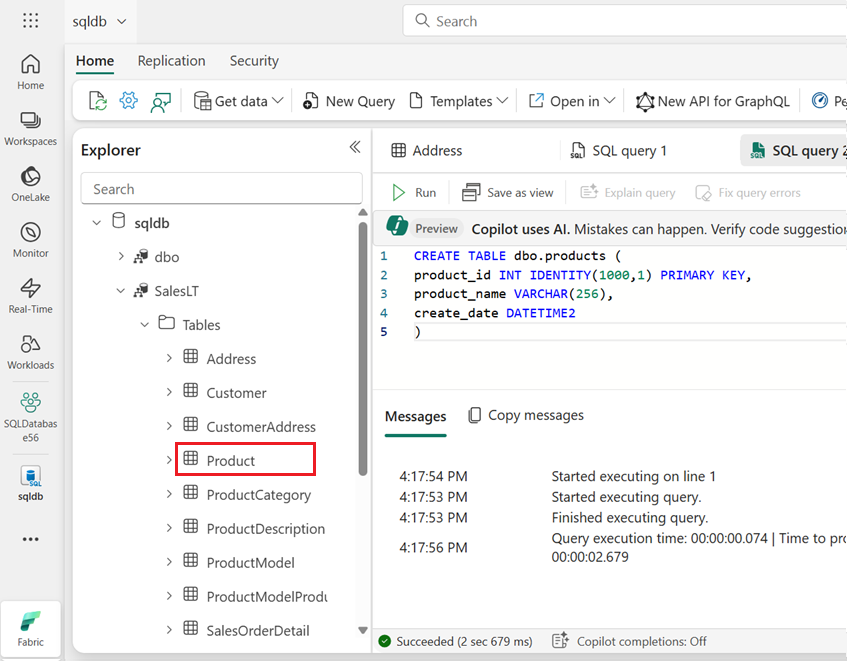 sqldb
Search
Home
Workspaces
OneLake
Monitor
Real-Time
Workloads
SQLDatabas
e56
sqldb
Fabric
Home Replication Security
Get data New Query Templates Open in New API for GraphQL Pe
Explorer
Search
sqldb
dbo
SalesLT
Tables
Address
Customer
CustomerAddress
Product
ProductCategory
ProductDescription
ProductModel
ProductModelProdu
SalesOrderDetail
Address SQL query 1 SQL query 2
Run Save as view Explain query Fix query errors
Preview Copilot uses AI. Mistakes can happen. Verify code suggestion
1 CREATE TABLE dbo.products (
2 product_id INT IDENTITY(1000,1) PRIMARY KEY,
3 product_name VARCHAR(256),
4 create_date DATETIME2
5 )
Messages Copy messages
4:17:54 PM Started executing on line 1
4:17:53 PM Started executing query.
4:17:53 PM Finished executing query.
4:17:56 PM Query execution time: 00:00:00.074 | Time to pro
00:00:02.679
Succeeded (2 sec 679 ms) Copilot completions: Off